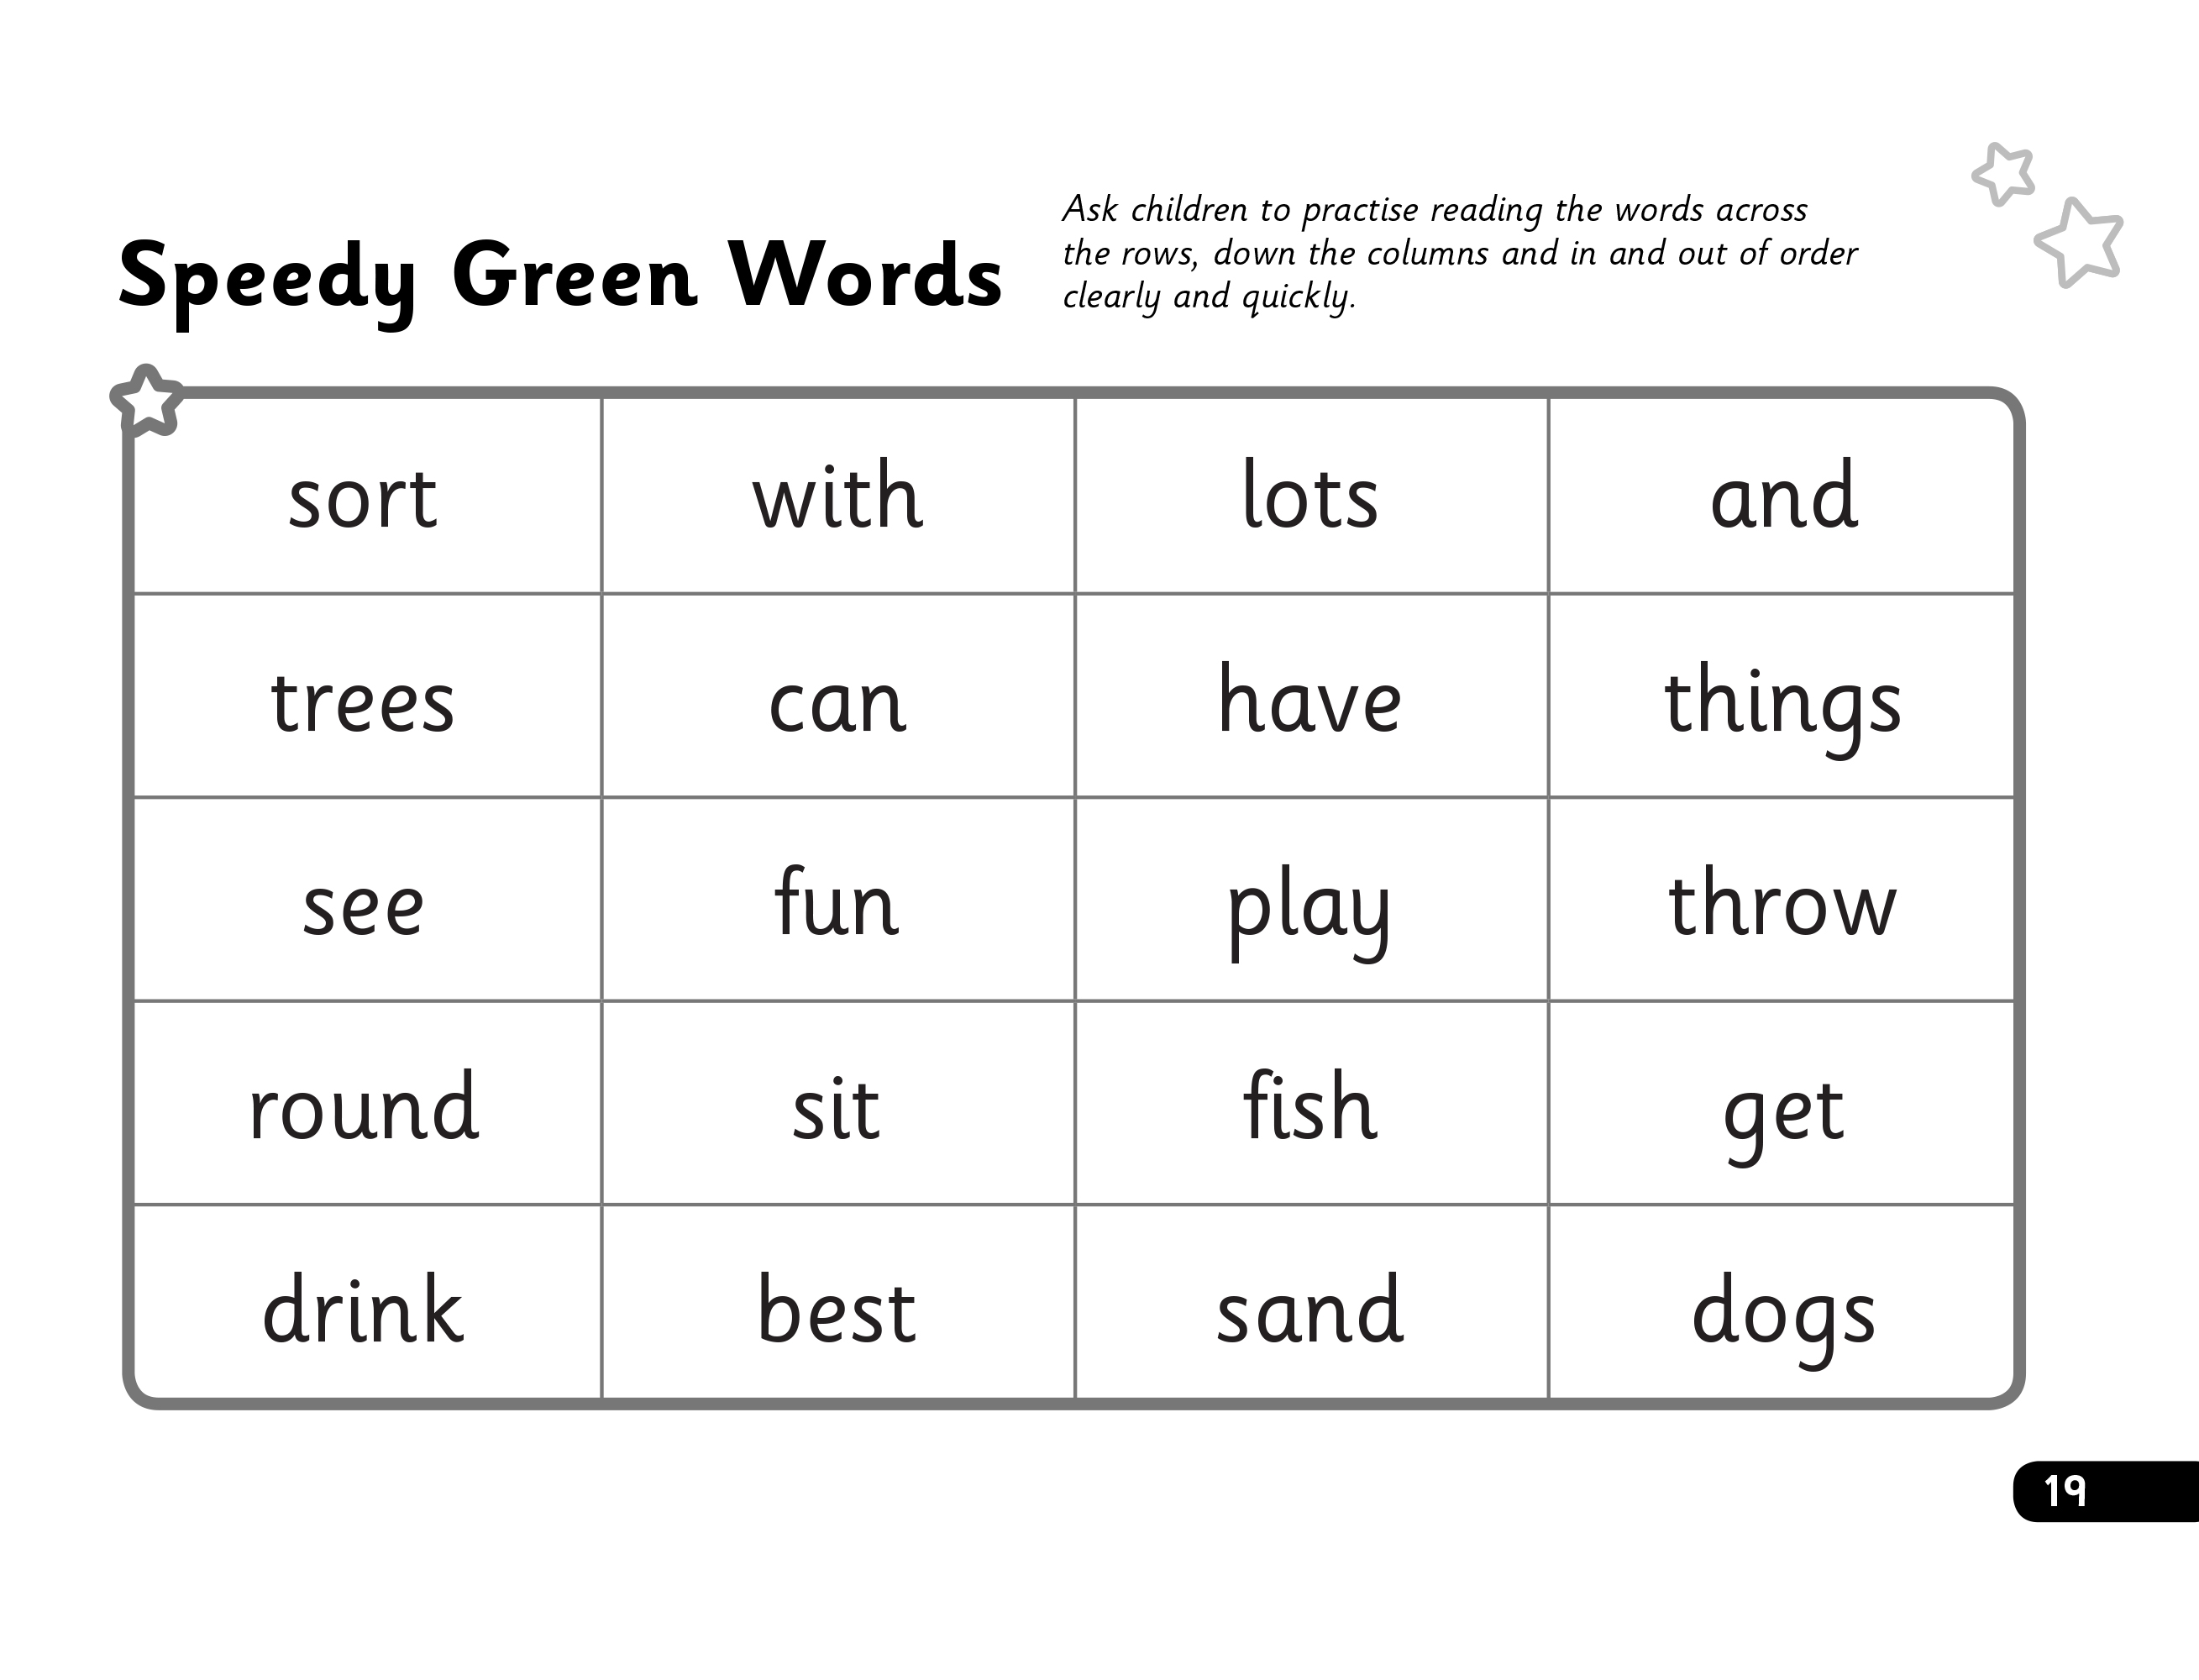 Speedy Green Words
Ask children to practise reading the words across
the rows, down the columns and in and out of order
clearly and quickly.
sort with lots and
trees can have things
see fun play throw
round sit fish get
drink best sand dogs
19